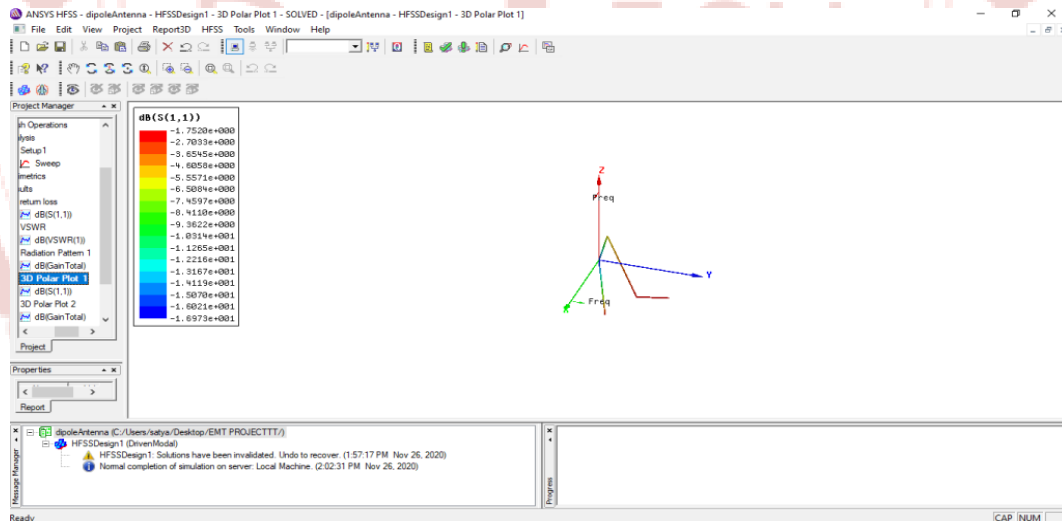 ANSYS HFSS - dipoleAntenna - HFSSDesign1 - 3D Polar Plot 1 - SOLVED - [dipoleAntenna - HFSSDesign1 - 3D Polar Plot 1]
File Edit View Project Report3D HFSS Tools Window Help
Project Manager
sh Operations
lysis
Setup1
Sweep
imetrics
ults
return loss
dB(S(1,1))
VSWR
dB(VSWR(1))
Radiation Pattern 1
dB(GainTotal)
3D Polar Plot 1
dB(S(1,1))
3D Polar Plot 2
dB(GainTotal)
Project
Properties
Report
dB(S(1,1))
-1.7520e+000
-2.7033e+000
-3.6545e+000
-4.6058e+000
-5.5571e+000
-6.5084e+000
-7.4597e+000
-8.4110e+000
-9.3622e+000
-1.0314e+001
-1.1265e+001
-1.2216e+001
-1.3167e+001
-1.4119e+001
-1.5070e+001
-1.6021e+001
-1.6973e+001
Z
Freq
Y
Freq
Message Manager
dipoleAntenna (C:/Users/satya/Desktop/EMT PROJECTTT/)
HFSSDesign1 (DrivenModal)
HFSSDesign1: Solutions have been invalidated. Undo to recover. (1:57:17 PM Nov 26, 2020)
Normal completion of simulation on server: Local Machine. (2:02:31 PM Nov 26, 2020)
Progress
Ready
CAP NUM